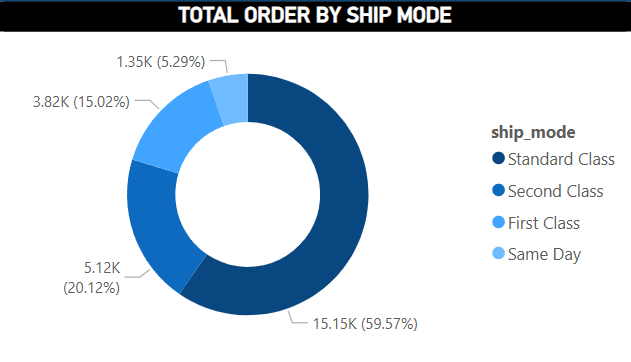 TOTAL ORDER BY SHIP MODE
1.35K (5.29%)
3.82K (15.02%)
5.12K
(20.12%)
15.15K (59.57%)
ship_mode
Standard Class
Second Class
First Class
Same Day